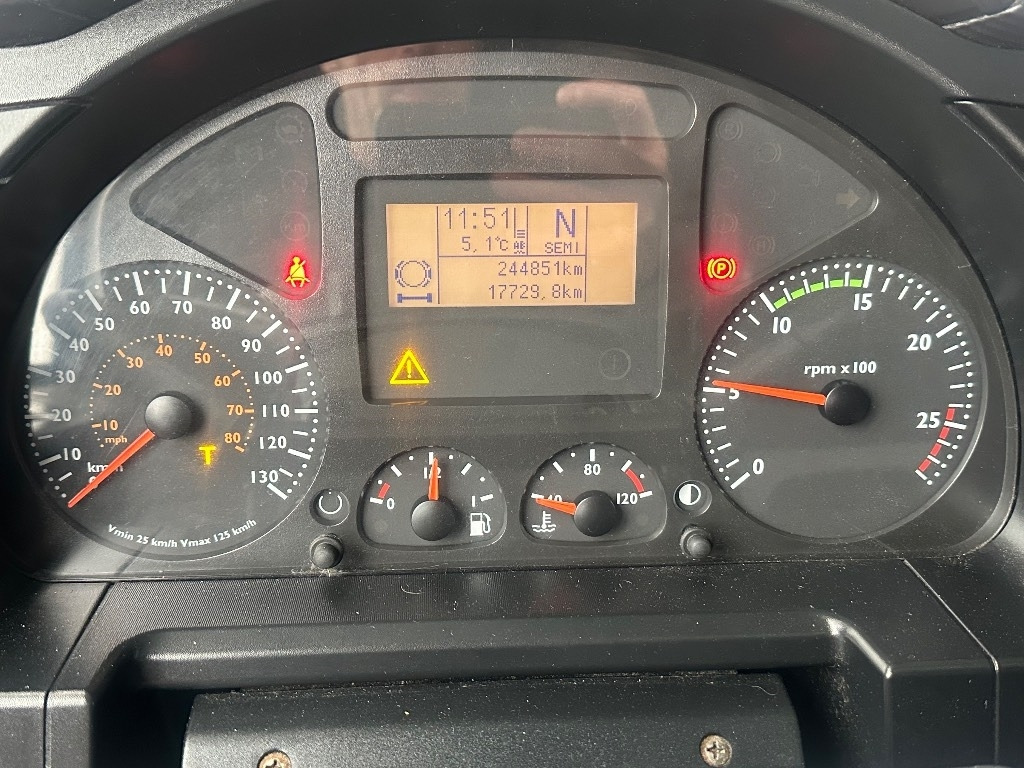 11:51
N
5,1°C
SEMI
244851km
17729,8km
10 20 30 40 50 60 70 80 90 100 110 120 130
km/h
10 20 30 40 50 60 70 80
mph
T
Vmin 25 km/h Vmax 125 km/h
0 1/2 1
40 80 120
P
0 5 10 15 20 25
rpm x100